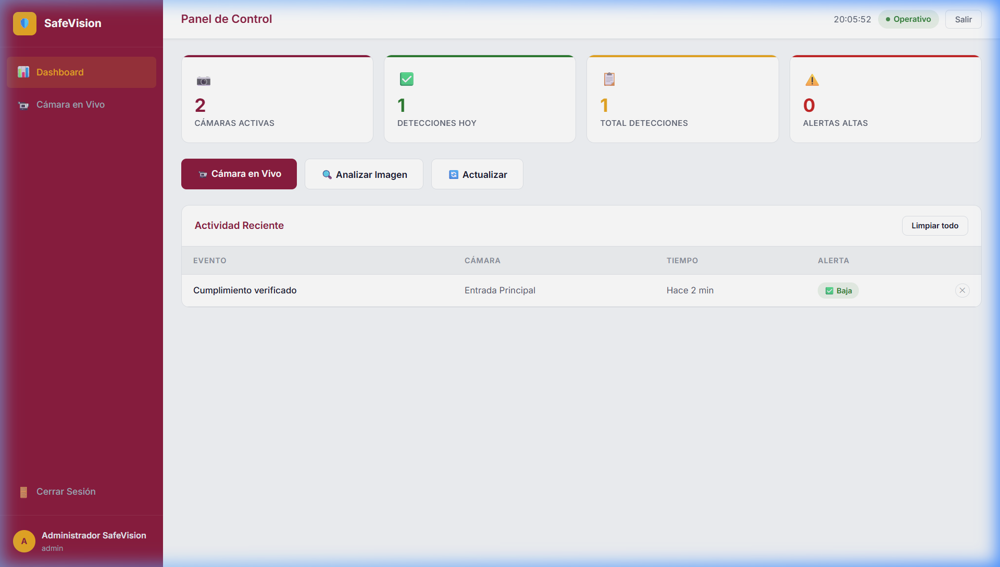 SafeVision
Dashboard
Cámara en Vivo
Cerrar Sesión
A
Administrador SafeVision
admin
Panel de Control
20:05:52
Operativo
Salir
2
CÁMARAS ACTIVAS
1
DETECCIONES HOY
1
TOTAL DETECCIONES
0
ALERTAS ALTAS
Cámara en Vivo
Analizar Imagen
Actualizar
Actividad Reciente
Limpiar todo
EVENTO CÁMARA TIEMPO ALERTA
Cumplimiento verificado Entrada Principal Hace 2 min Baja